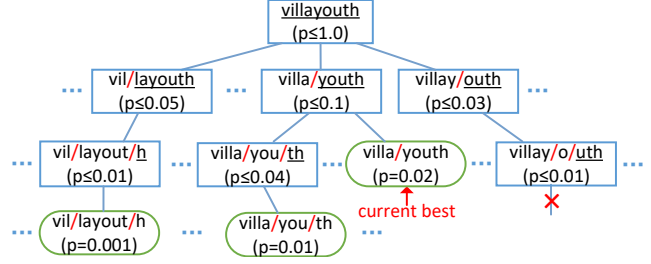 villayouth
(p≤1.0)
... vil/layouth ... villa/youth villay/outh ...
(p≤0.05) (p≤0.1) (p≤0.03)
... vil/layout/h ... villa/you/th ... villa/youth ... villay/o/uth ...
(p≤0.01) (p≤0.04) (p=0.02) (p≤0.01)
current best
... vil/layout/h ... villa/you/th ...
(p=0.001) (p=0.01)